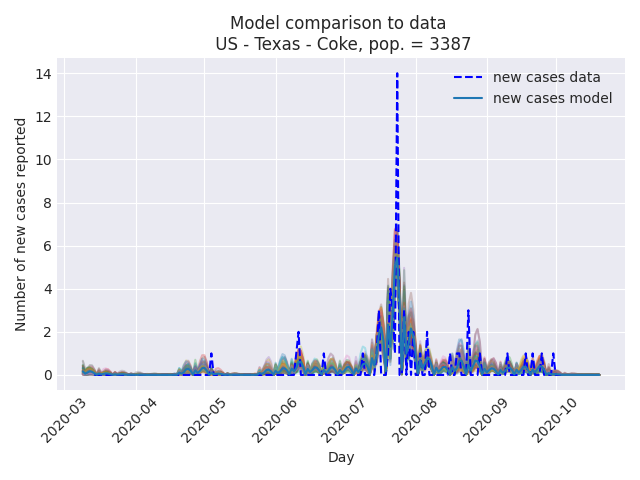 Model comparison to data
US - Texas - Coke, pop. = 3387
new cases data
new cases model
Number of new cases reported
14
12
10
8
6
4
2
0
2020-03
2020-04
2020-05
2020-06
2020-07
2020-08
2020-09
2020-10
Day